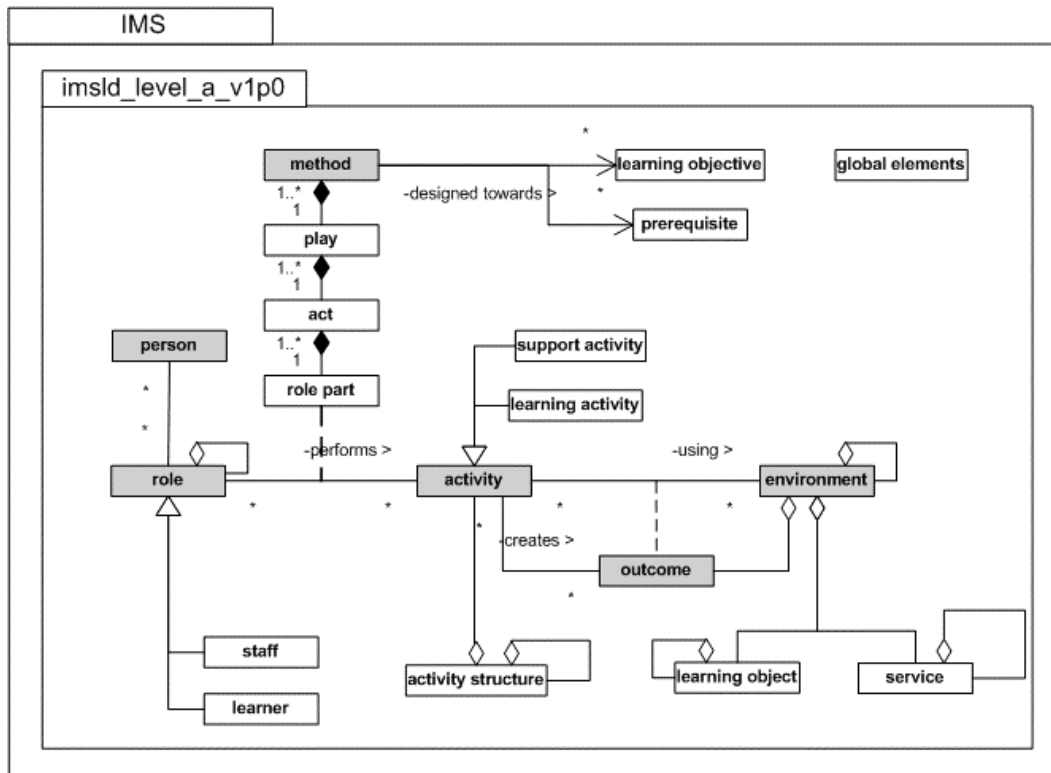 IMS
imsld_level_a_v1p0
*
method
learning objective
global elements
1..*
-designed towards >
*
1
prerequisite
play
1..*
1
act
person
support activity
1..*
1
role part
*
learning activity
*
-performs >
-using >
role
activity
environment
*
*
*
*
*
-creates >
outcome
*
staff
activity structure
learning object
service
learner